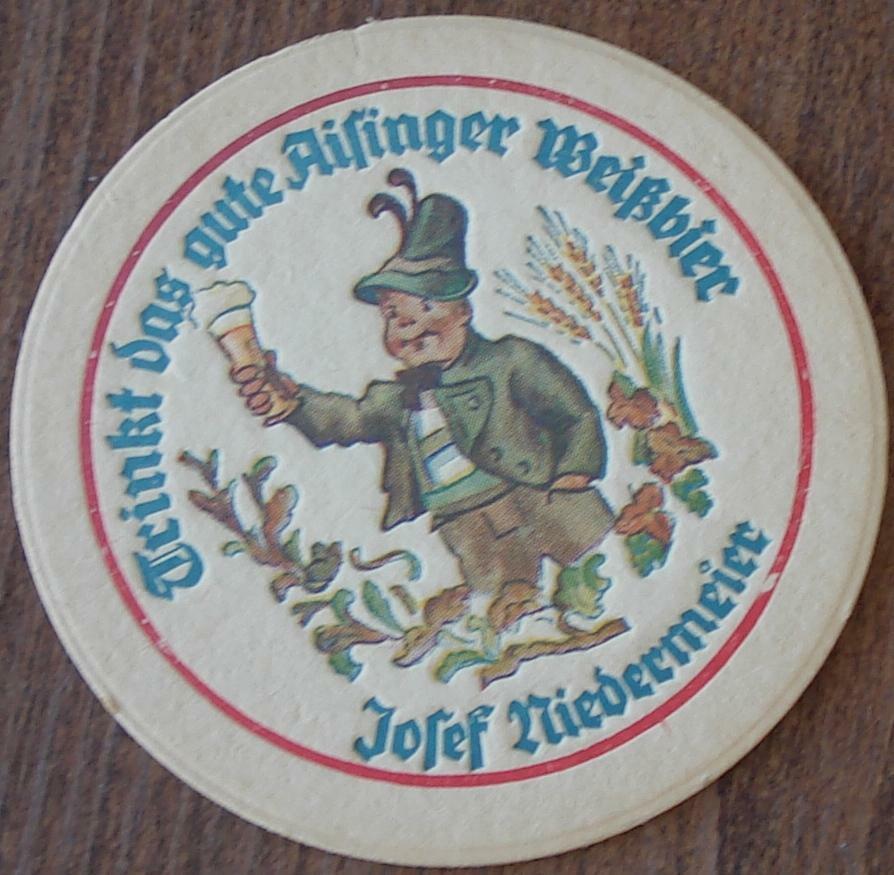 Trinkt das gute Aiſinger Weißbier
Joſef Niedermeier